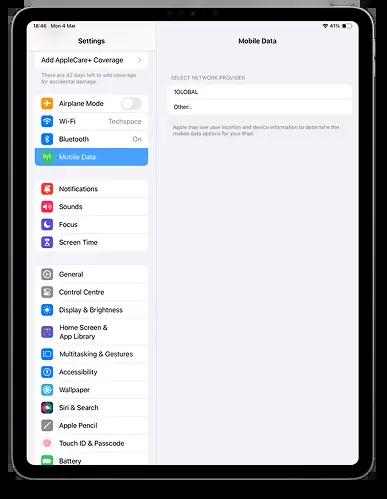 18:46 Mon 4 Mar
41%
Settings
Add AppleCare+ Coverage
There are 42 days left to add coverage
for accidental damage.
Airplane Mode
Wi-Fi Techspace
Bluetooth On
Mobile Data
Notifications
Sounds
Focus
Screen Time
General
Control Centre
Display & Brightness
Home Screen &
App Library
Multitasking & Gestures
Accessibility
Wallpaper
Siri & Search
Apple Pencil
Touch ID & Passcode
Battery
Mobile Data
SELECT NETWORK PROVIDER
1GLOBAL
Other...
Apple may use your location and device information to determine the
mobile data options for your iPad.